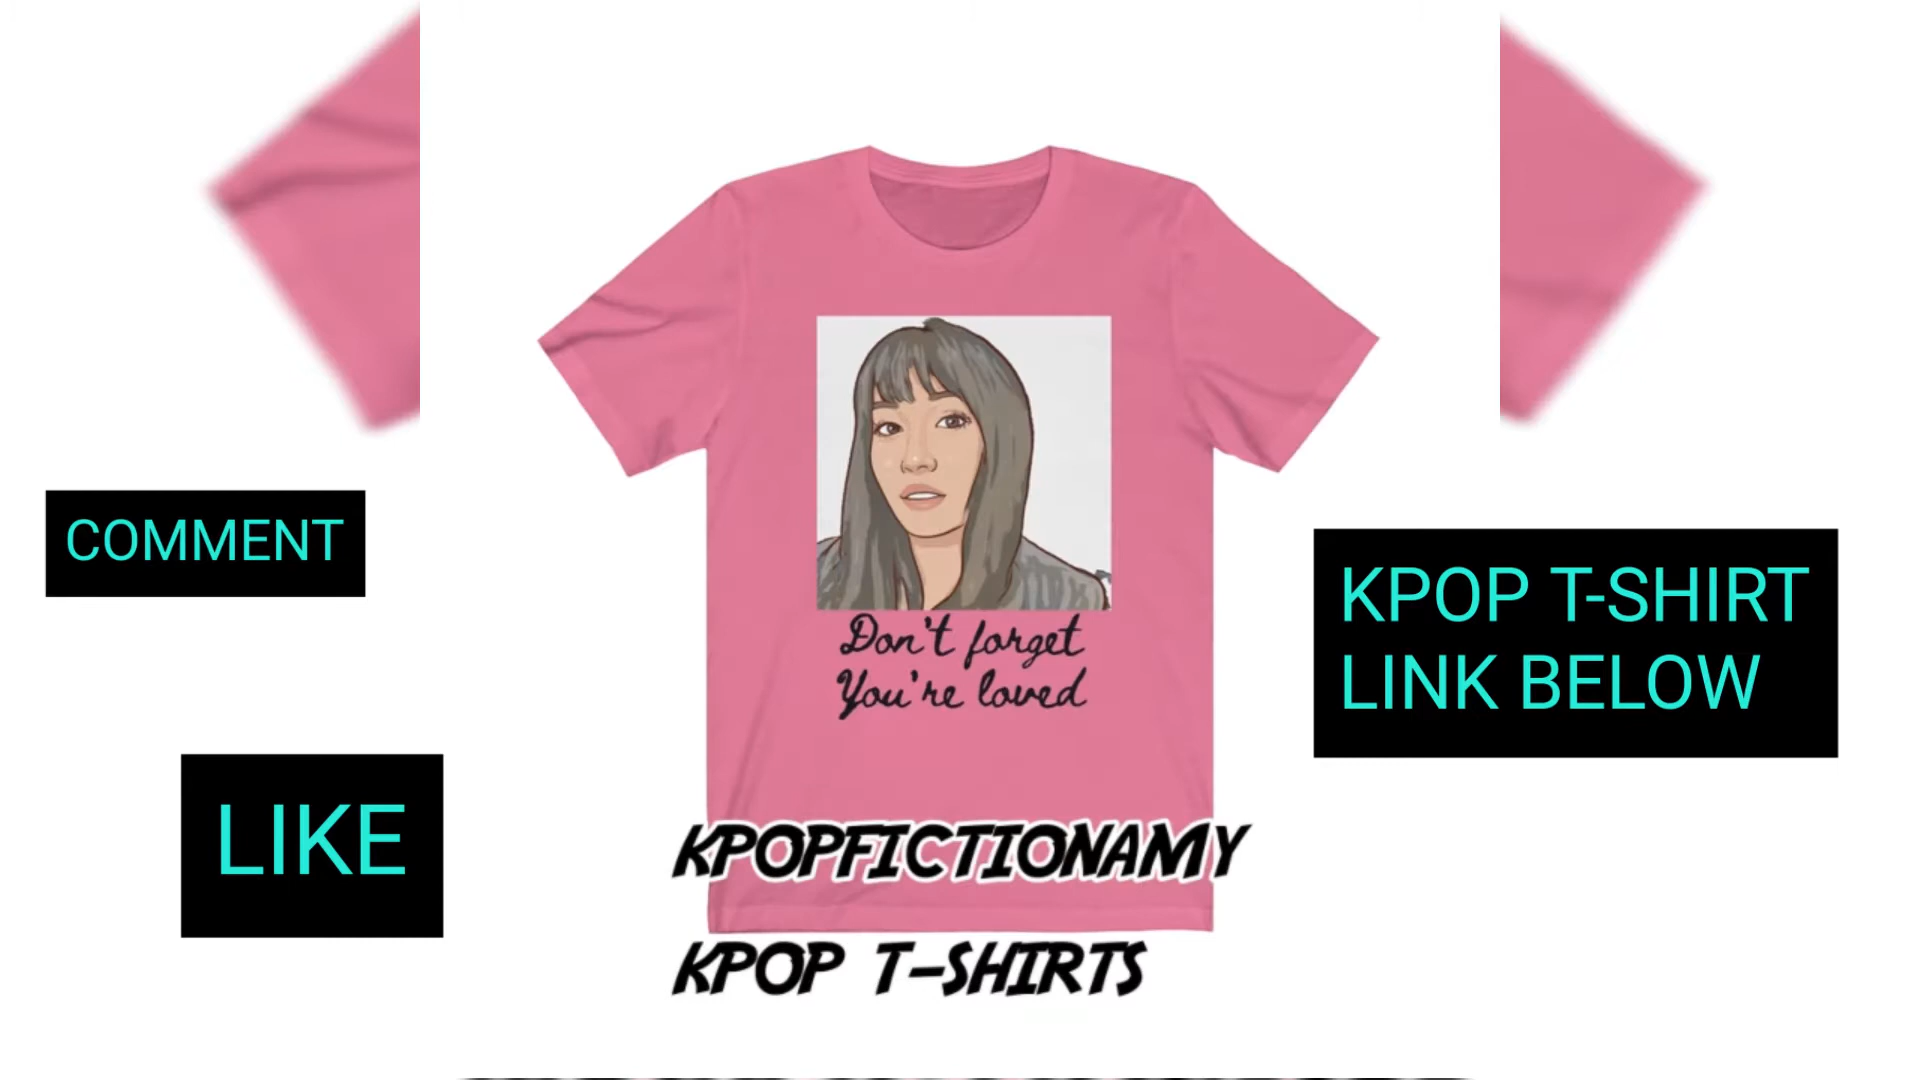 COMMENT
LIKE
Don't forget
You're loved
KPOPFICTIONAMY
KPOP T-SHIRTS
KPOP T-SHIRT
LINK BELOW